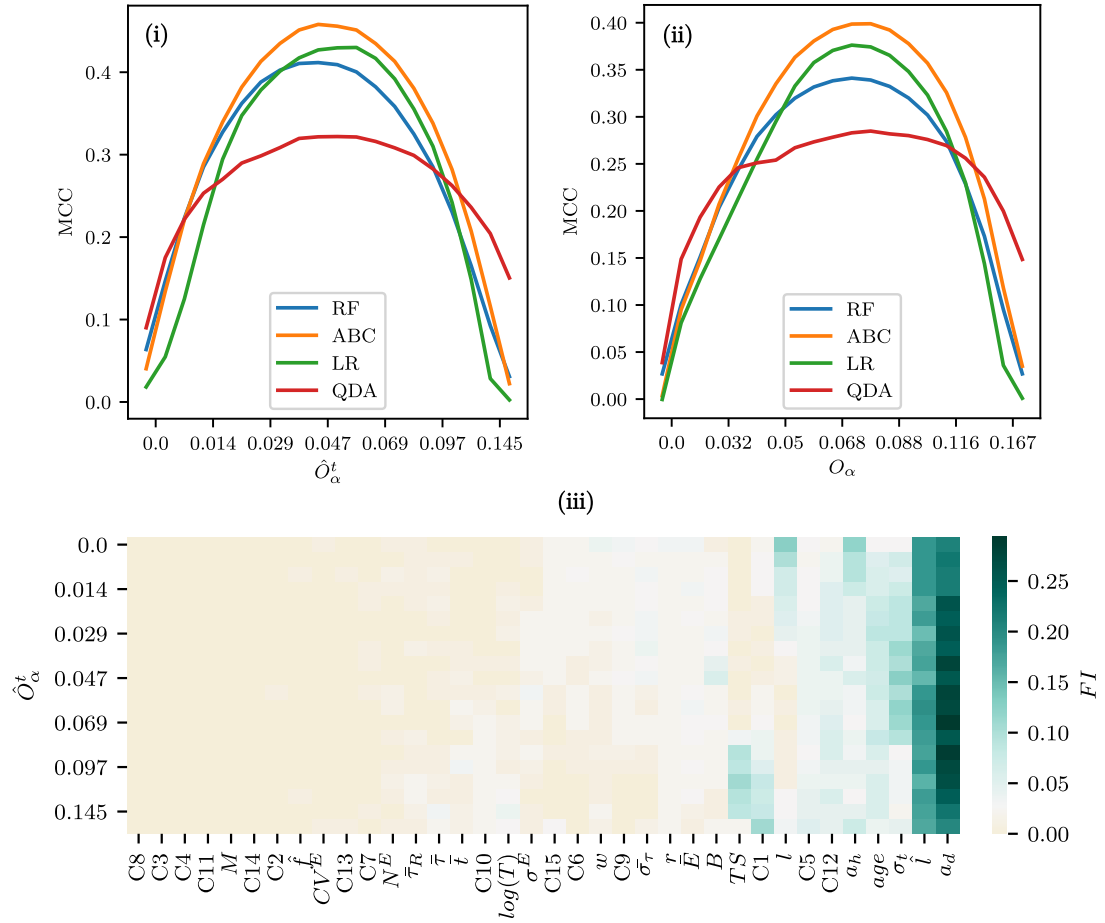 (i)
MCC
0.4
0.3
0.2
0.1
0.0
RF
ABC
LR
QDA
0.0 0.014 0.029 0.047 0.069 0.097 0.145
Ô^t_α
(ii)
MCC
0.40
0.35
0.30
0.25
0.20
0.15
0.10
0.05
0.00
RF
ABC
LR
QDA
0.0 0.032 0.05 0.068 0.088 0.116 0.167
O_α
(iii)
Ô^t_α
0.0
0.014
0.029
0.047
0.069
0.097
0.145
C8 C3 C4 C11 M C14 C2 f̂ CV^E C13 C7 N^E τ̄_R τ̄ t̄ C10 log(T) σ^E C15 C6 w C9 σ̄_τ r Ē B TS C1 l C5 C12 a_h age σ_t l̂ a_d
0.25
0.20
0.15
0.10
0.05
0.00
FI